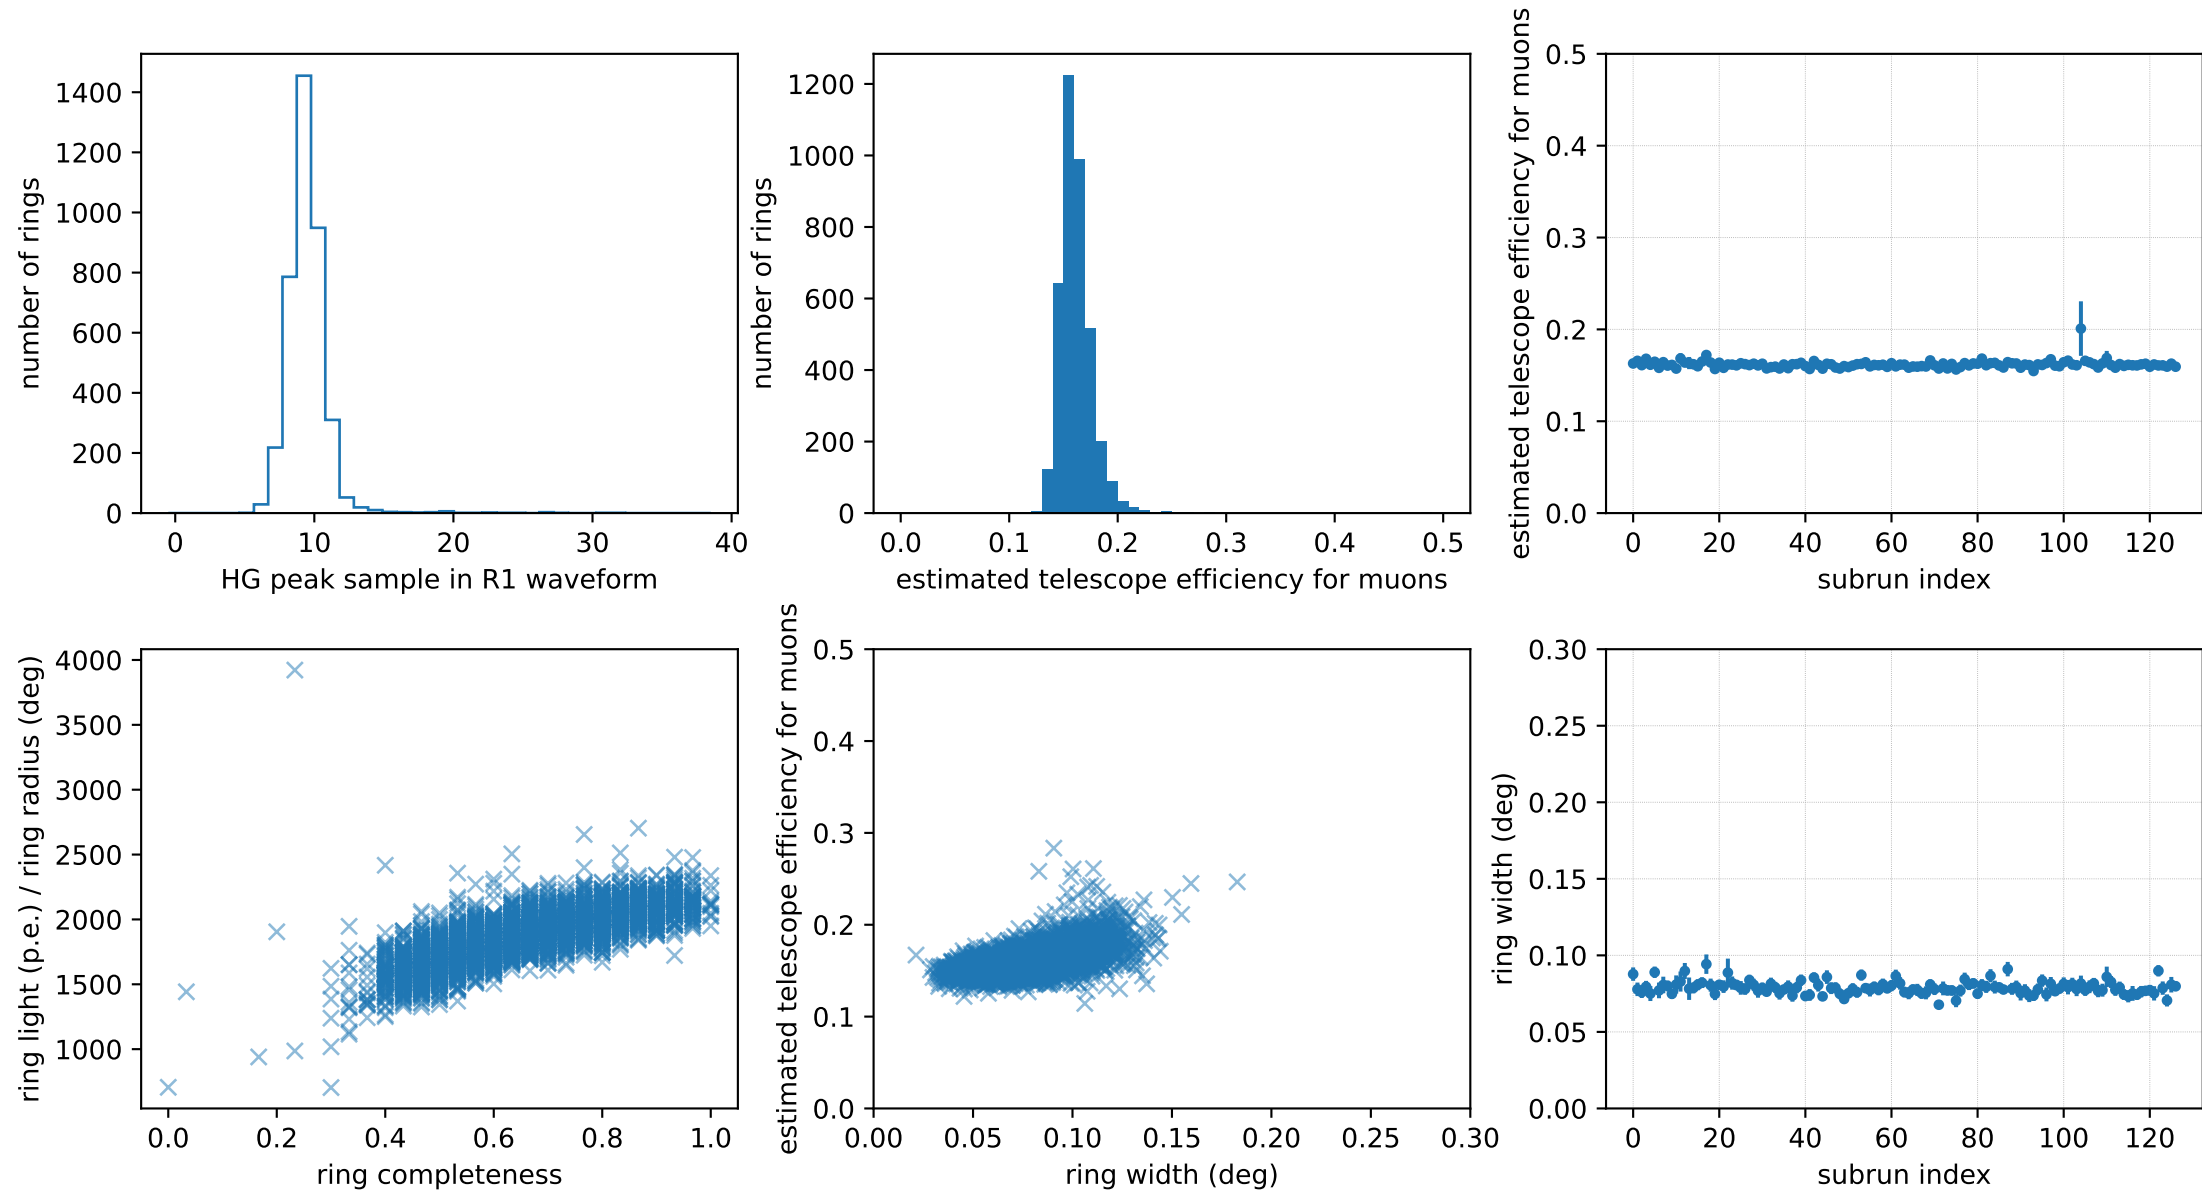 number of rings
1400
1200
1000
800
600
400
200
0
0 10 20 30 40
HG peak sample in R1 waveform
number of rings
1200
1000
800
600
400
200
0
0.0 0.1 0.2 0.3 0.4 0.5
estimated telescope efficiency for muons
estimated telescope efficiency for muons
0.5
0.4
0.3
0.2
0.1
0.0
0 20 40 60 80 100 120
subrun index
ring light (p.e.) / ring radius (deg)
4000
3500
3000
2500
2000
1500
1000
0.0 0.2 0.4 0.6 0.8 1.0
ring completeness
estimated telescope efficiency for muons
0.5
0.4
0.3
0.2
0.1
0.0
0.00 0.05 0.10 0.15 0.20 0.25 0.30
ring width (deg)
ring width (deg)
0.30
0.25
0.20
0.15
0.10
0.05
0.00
0 20 40 60 80 100 120
subrun index